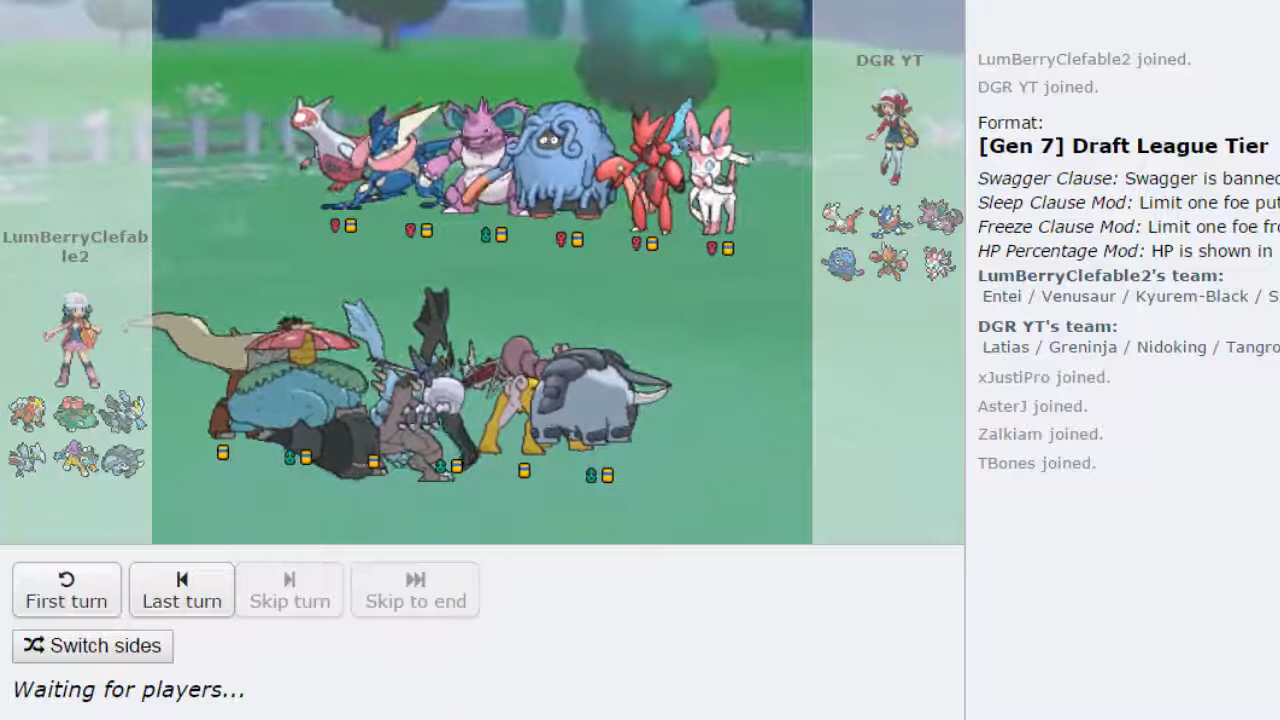 LumBerryClefab
le2
DGR YT
LumBerryClefable2 joined.
DGR YT joined.
Format:
[Gen 7] Draft League Tier
Swagger Clause: Swagger is banned
Sleep Clause Mod: Limit one foe put
Freeze Clause Mod: Limit one foe fro
HP Percentage Mod: HP is shown in
LumBerryClefable2's team:
Entei / Venusaur / Kyurem-Black / S
DGR YT's team:
Latias / Greninja / Nidoking / Tangro
xJustiPro joined.
AsterJ joined.
Zalkiam joined.
TBones joined.
First turn
Last turn
Skip turn
Skip to end
Switch sides
Waiting for players...